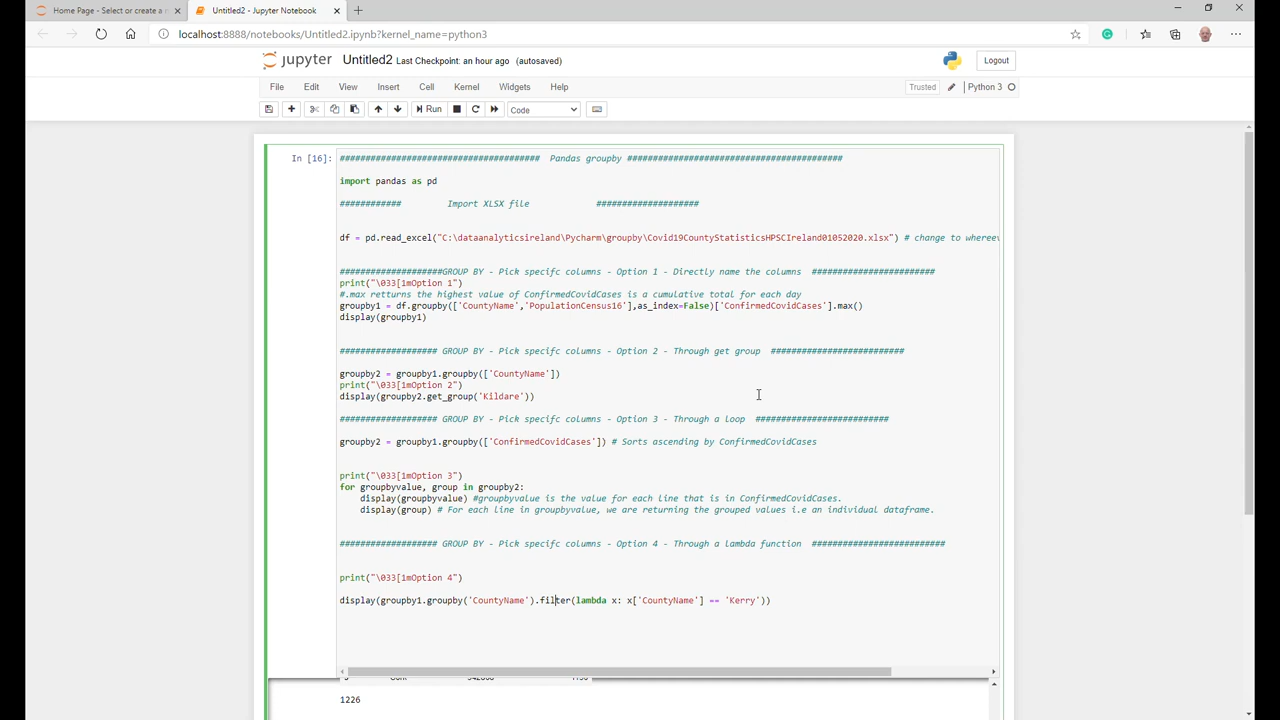 Home Page - Select or create a n
Untitled2 - Jupyter Notebook
localhost:8888/notebooks/Untitled2.ipynb?kernel_name=python3
jupyter Untitled2 Last Checkpoint: an hour ago (autosaved)
Logout
File Edit View Insert Cell Kernel Widgets Help
Trusted Python 3
Run Code
In [16]:
####################################### Pandas groupby ##########################################
import pandas as pd
############ Import XLSX file ####################
df = pd.read_excel("C:\dataanalyticsireland\Pycharm\groupby\Covid19CountyStatisticsHPSCIreland01052020.xlsx") # change to whereev
####################GROUP BY - Pick specifc columns - Option 1 - Directly name the columns ########################
print("\033[1mOption 1")
#.max retturns the highest value of ConfirmedCovidCases is a cumulative total for each day
groupby1 = df.groupby(['CountyName','PopulationCensus16'],as_index=False)['ConfirmedCovidCases'].max()
display(groupby1)
################### GROUP BY - Pick specifc columns - Option 2 - Through get group ##########################
groupby2 = groupby1.groupby(['CountyName'])
print("\033[1mOption 2")
display(groupby2.get_group('Kildare'))
################### GROUP BY - Pick specifc columns - Option 3 - Through a loop ##########################
groupby2 = groupby1.groupby(['ConfirmedCovidCases']) # Sorts ascending by ConfirmedCovidCases
print("\033[1mOption 3")
for groupbyvalue, group in groupby2:
display(groupbyvalue) #groupbyvalue is the value for each line that is in ConfirmedCovidCases.
display(group) # For each line in groupbyvalue, we are returning the grouped values i.e an individual dataframe.
################### GROUP BY - Pick specifc columns - Option 4 - Through a lambda function ##########################
print("\033[1mOption 4")
display(groupby1.groupby('CountyName').filter(lambda x: x['CountyName'] == 'Kerry'))
1226